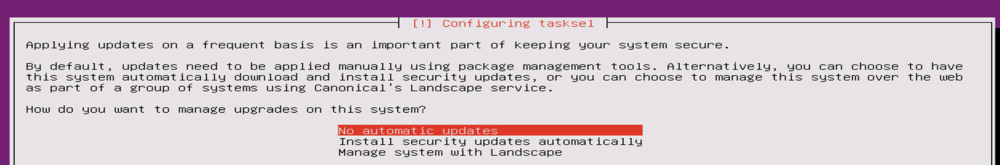 [!] Configuring tasksel
Applying updates on a frequent basis is an important part of keeping your system secure.
By default, updates need to be applied manually using package management tools. Alternatively, you can choose to have
this system automatically download and install security updates, or you can choose to manage this system over the web
as part of a group of systems using Canonical's Landscape service.
How do you want to manage upgrades on this system?
No automatic updates
Install security updates automatically
Manage system with Landscape